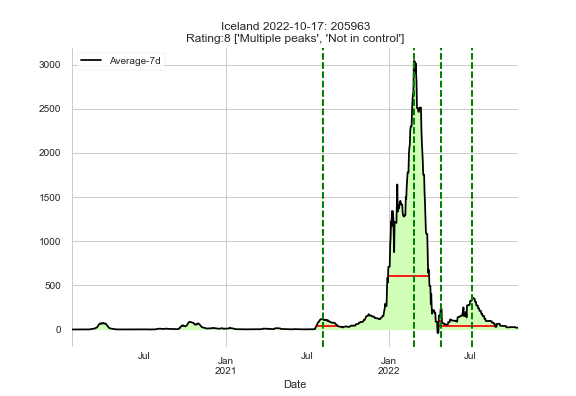 Iceland 2022-10-17: 205963
Rating:8 ['Multiple peaks', 'Not in control']
Average-7d
3000
2500
2000
1500
1000
500
0
Jul
Jan
2021
Jul
Jan
2022
Jul
Date